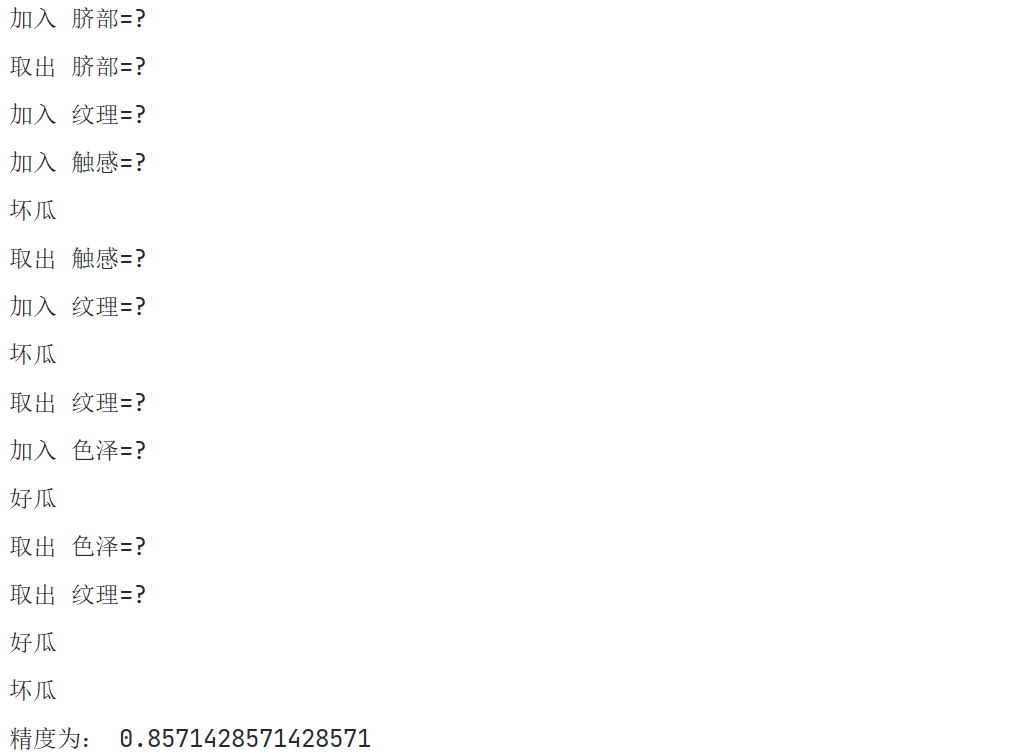 加入 脐部=?
取出 脐部=?
加入 纹理=?
加入 触感=?
坏瓜
取出 触感=?
加入 纹理=?
坏瓜
取出 纹理=?
加入 色泽=?
好瓜
取出 色泽=?
取出 纹理=?
好瓜
坏瓜
精度为： 0.8571428571428571